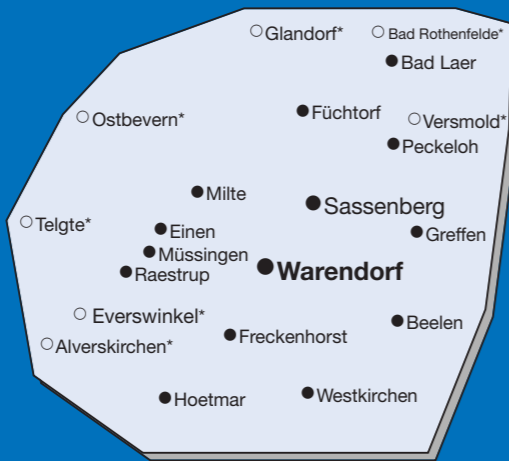 Glandorf*
Bad Rothenfelde*
Bad Laer
Füchtorf
Versmold*
Ostbevern*
Peckeloh
Milte
Sassenberg
Telgte*
Einen
Greffen
Müssingen
Raestrup
Warendorf
Everswinkel*
Beelen
Freckenhorst
Alverskirchen*
Hoetmar
Westkirchen